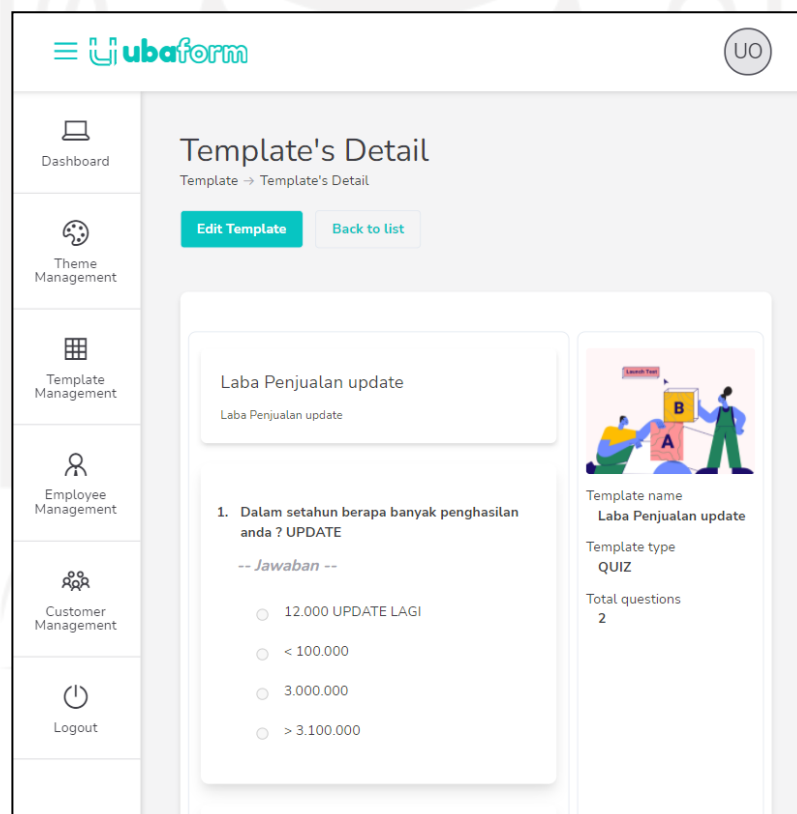 ubaform
UO
Dashboard
Theme
Management
Template
Management
Employee
Management
Customer
Management
Logout
Template's Detail
Template → Template's Detail
Edit Template
Back to list
Laba Penjualan update
Laba Penjualan update
1. Dalam setahun berapa banyak penghasilan
anda ? UPDATE
-- Jawaban --
12.000 UPDATE LAGI
< 100.000
3.000.000
> 3.100.000
Launch Test
B
A
Template name
Laba Penjualan update
Template type
QUIZ
Total questions
2